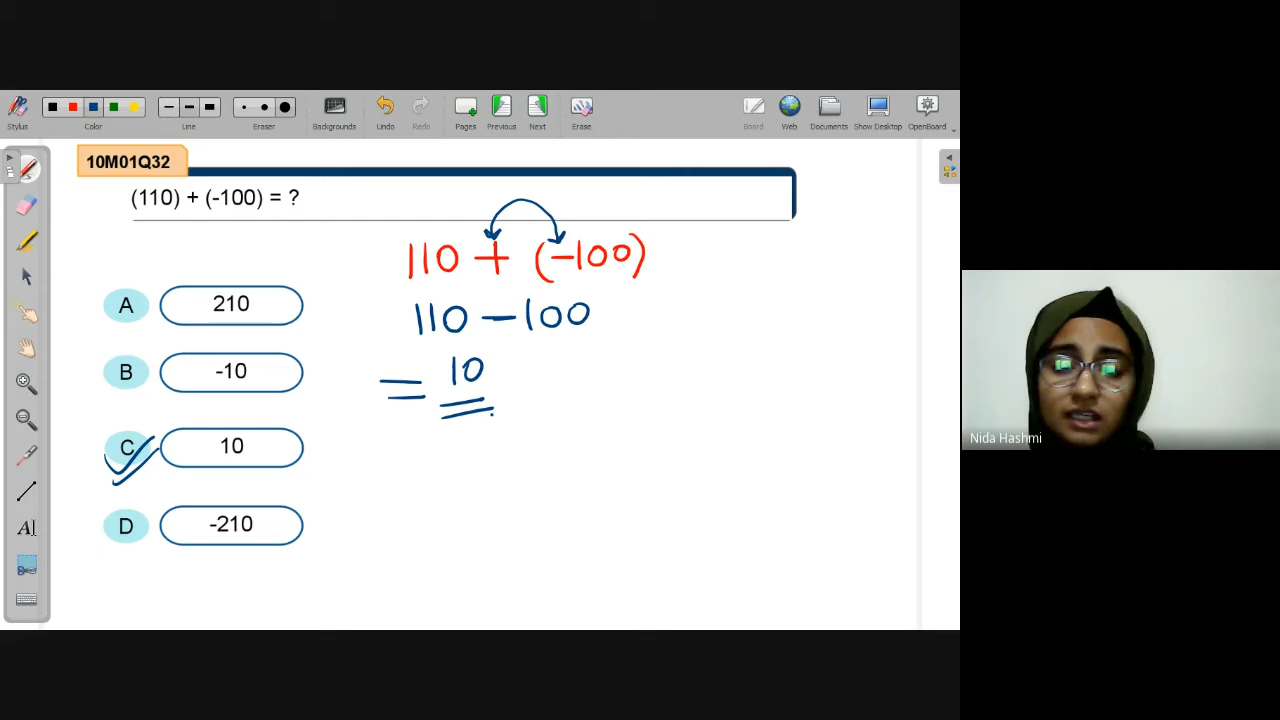 Stylus
Color
Line
Eraser
Backgrounds
Undo
Redo
Pages
Previous
Next
Erase
Board
Web
Documents
Show Desktop
OpenBoard
10M01Q32
(110) + (-100) = ?
110 + (-100)
110 - 100
= 10
A 210
B -10
C 10
D -210
Nida Hashmi